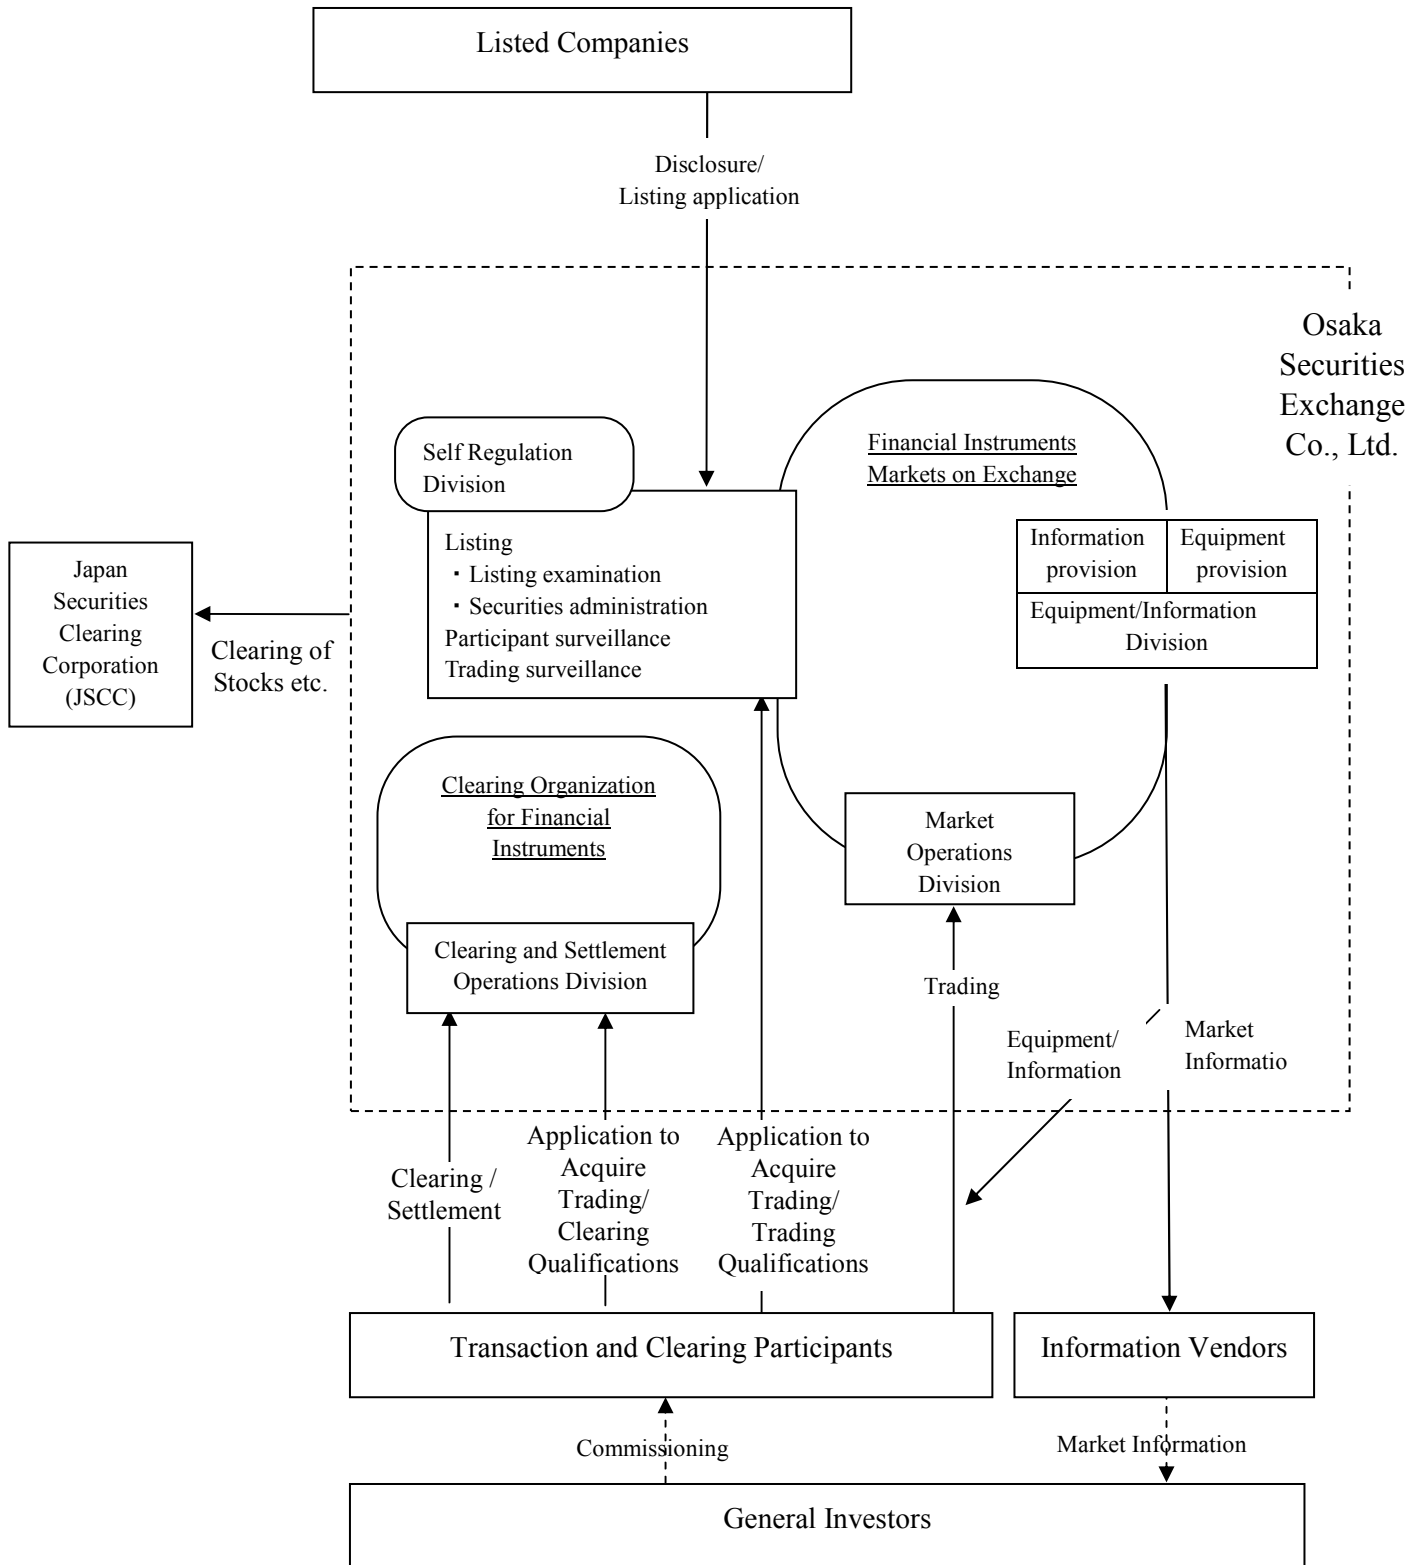 Listed Companies
Disclosure/
Listing application
Osaka
Securities
Exchange
Co., Ltd.
Financial Instruments
Markets on Exchange
Self Regulation
Division
Listing
・Listing examination
・Securities administration
Participant surveillance
Trading surveillance
Information
provision
Equipment
provision
Equipment/Information
Division
Japan
Securities
Clearing
Corporation
(JSCC)
Clearing of
Stocks etc.
Clearing Organization
for Financial
Instruments
Market
Operations
Division
Clearing and Settlement
Operations Division
Trading
Equipment/
Information
Market
Informatio
Clearing /
Settlement
Application to
Acquire
Trading/
Clearing
Qualifications
Application to
Acquire
Trading/
Trading
Qualifications
Transaction and Clearing Participants
Information Vendors
Commissioning
Market Information
General Investors